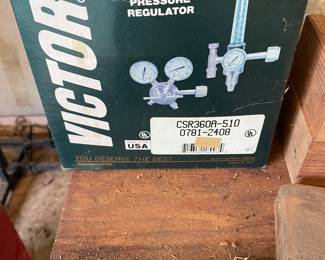 PRESSURE
REGULATOR
VICTOR
CSR360A-510
0781-2408
USA
YOU DESERVE THE BEST